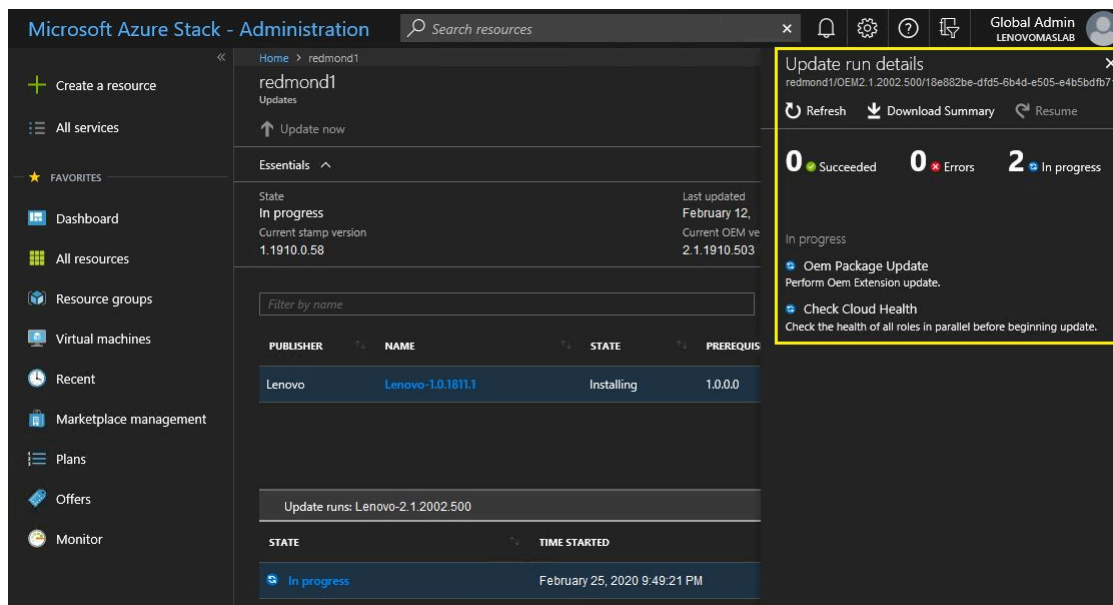 Microsoft Azure Stack - Administration
Search resources
Global Admin
LENOVOMASLAB
Create a resource
All services
FAVORITES
Dashboard
All resources
Resource groups
Virtual machines
Recent
Marketplace management
Plans
Offers
Monitor
Home > redmond1
redmond1
Updates
Update now
Essentials
State
In progress
Current stamp version
1.1910.0.58
Last updated
February 12,
Current OEM ve
2.1.1910.503
Filter by name
PUBLISHER NAME STATE PREREQUIS
Lenovo Lenovo-1.0.1811.1 Installing 1.0.0.0
Update runs: Lenovo-2.1.2002.500
STATE TIME STARTED
In progress February 25, 2020 9:49:21 PM
Update run details
redmond1/OEM2.1.2002.500/18e882be-dfd5-6b4d-e505-e4b5bdfb7
Refresh Download Summary Resume
0 Succeeded 0 Errors 2 In progress
In progress
Oem Package Update
Perform Oem Extension update.
Check Cloud Health
Check the health of all roles in parallel before beginning update.